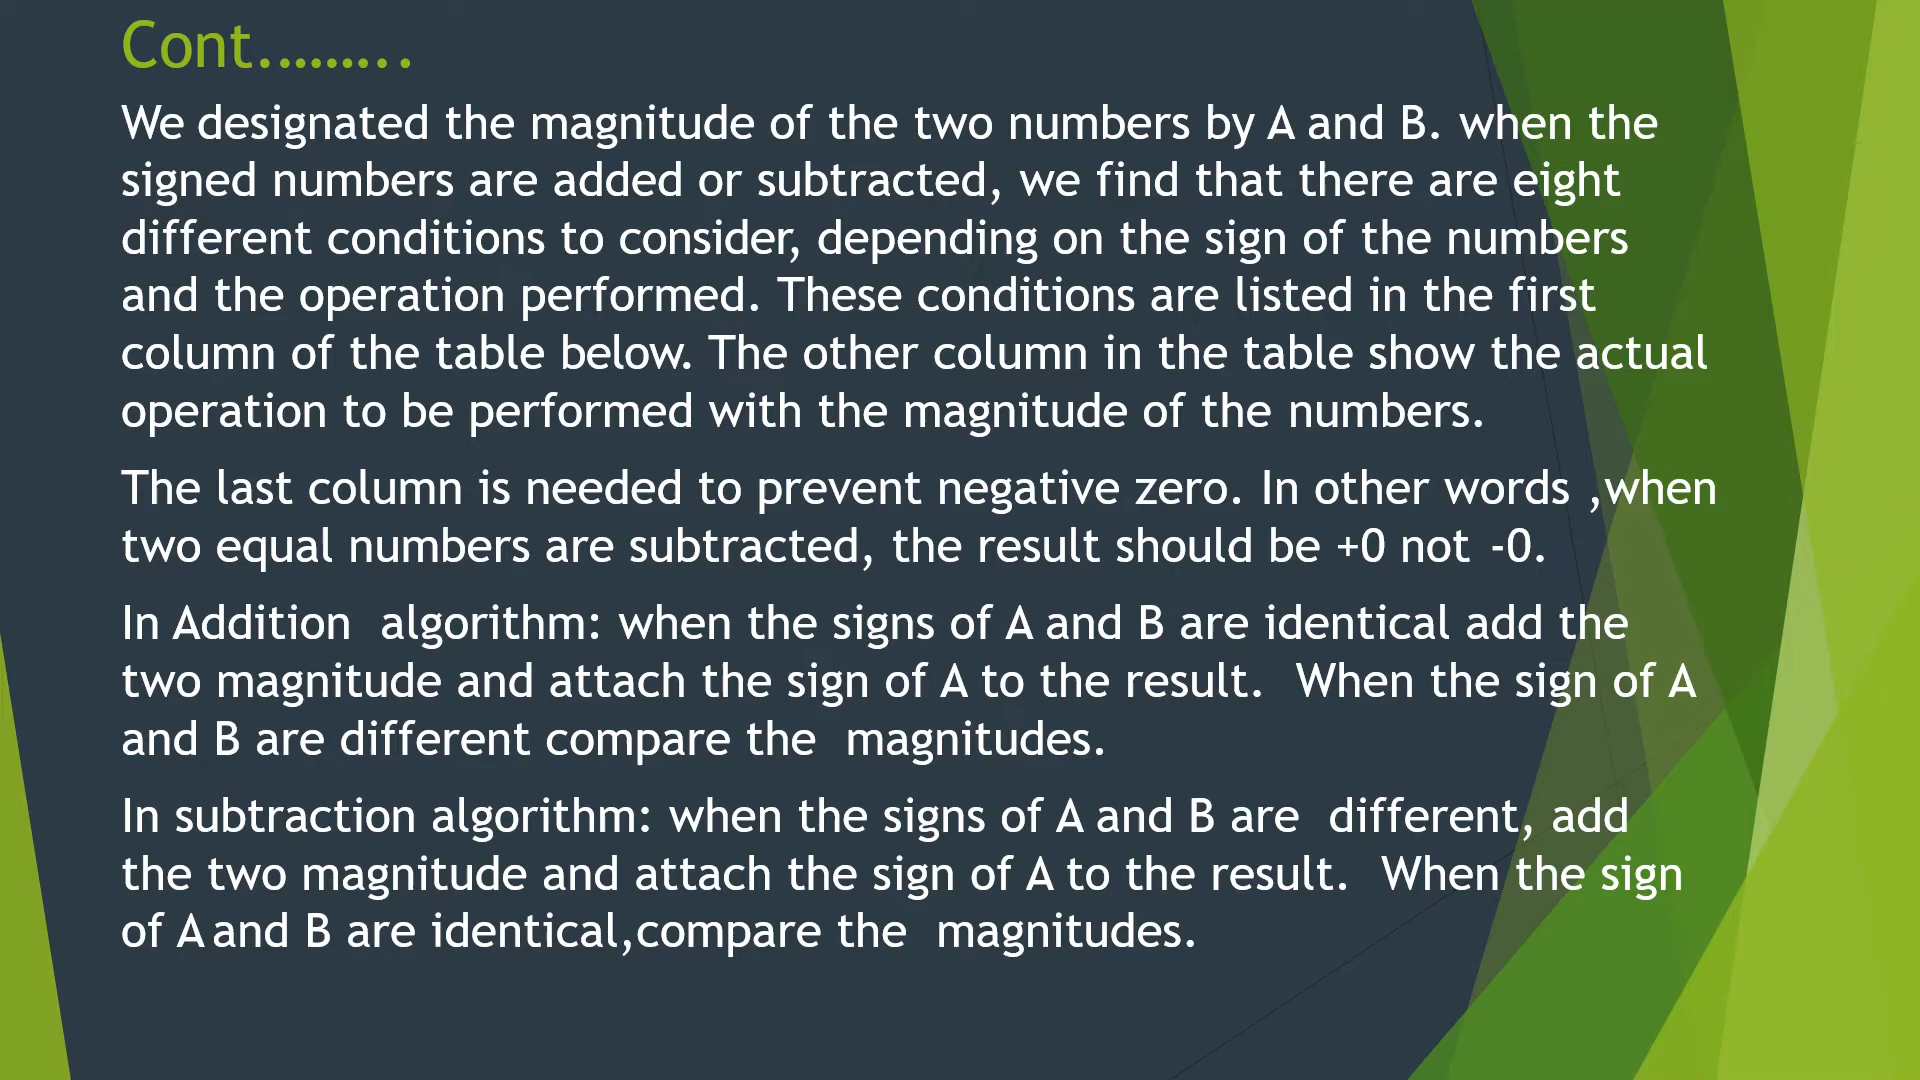 Cont.……..
We designated the magnitude of the two numbers by A and B. when the
signed numbers are added or subtracted, we find that there are eight
different conditions to consider, depending on the sign of the numbers
and the operation performed. These conditions are listed in the first
column of the table below. The other column in the table show the actual
operation to be performed with the magnitude of the numbers.
The last column is needed to prevent negative zero. In other words ,when
two equal numbers are subtracted, the result should be +0 not -0.
In Addition  algorithm: when the signs of A and B are identical add the
two magnitude and attach the sign of A to the result.  When the sign of A
and B are different compare the  magnitudes.
In subtraction algorithm: when the signs of A and B are  different, add
the two magnitude and attach the sign of A to the result.  When the sign
of A and B are identical,compare the  magnitudes.